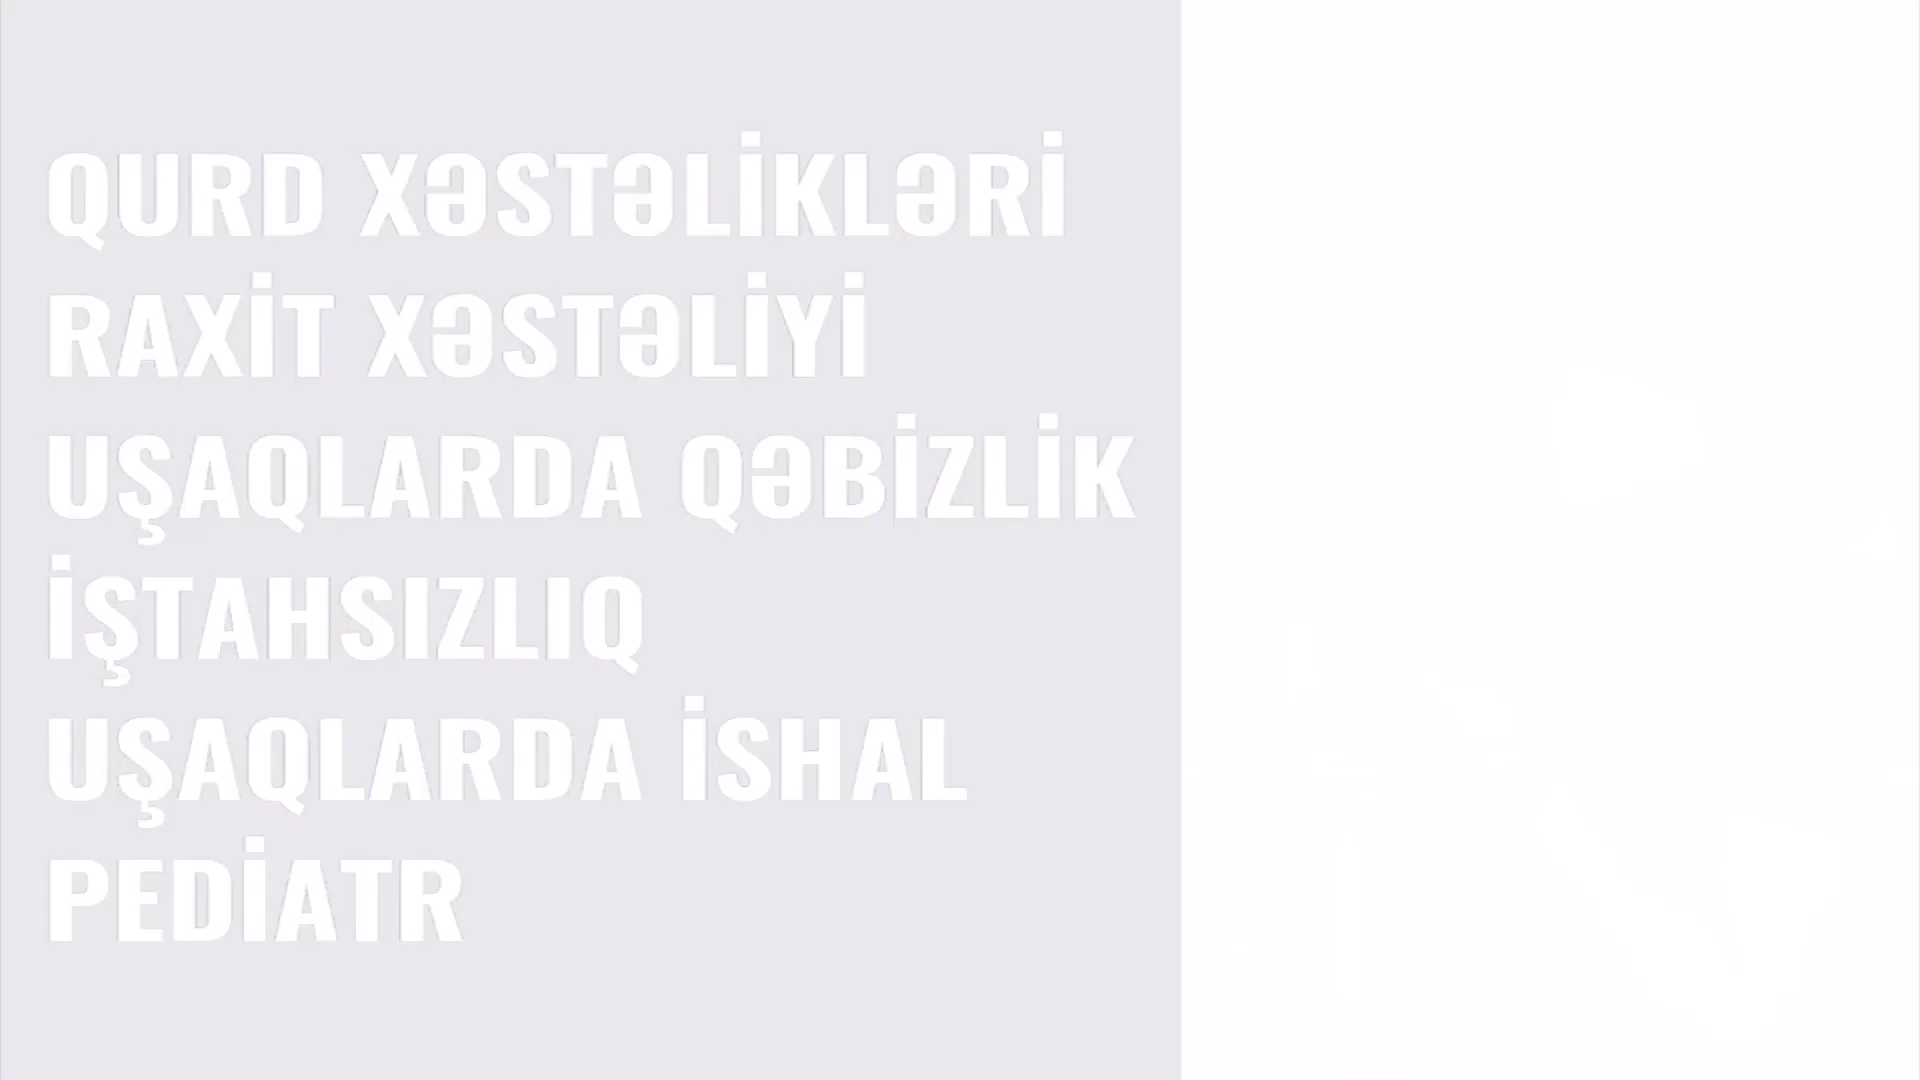 QURD XƏSTƏLİKLƏRİ
RAXİT XƏSTƏLİYİ
UŞAQLARDA QƏBİZLİK
İŞTAHSIZLIQ
UŞAQLARDA İSHAL
PEDİATR